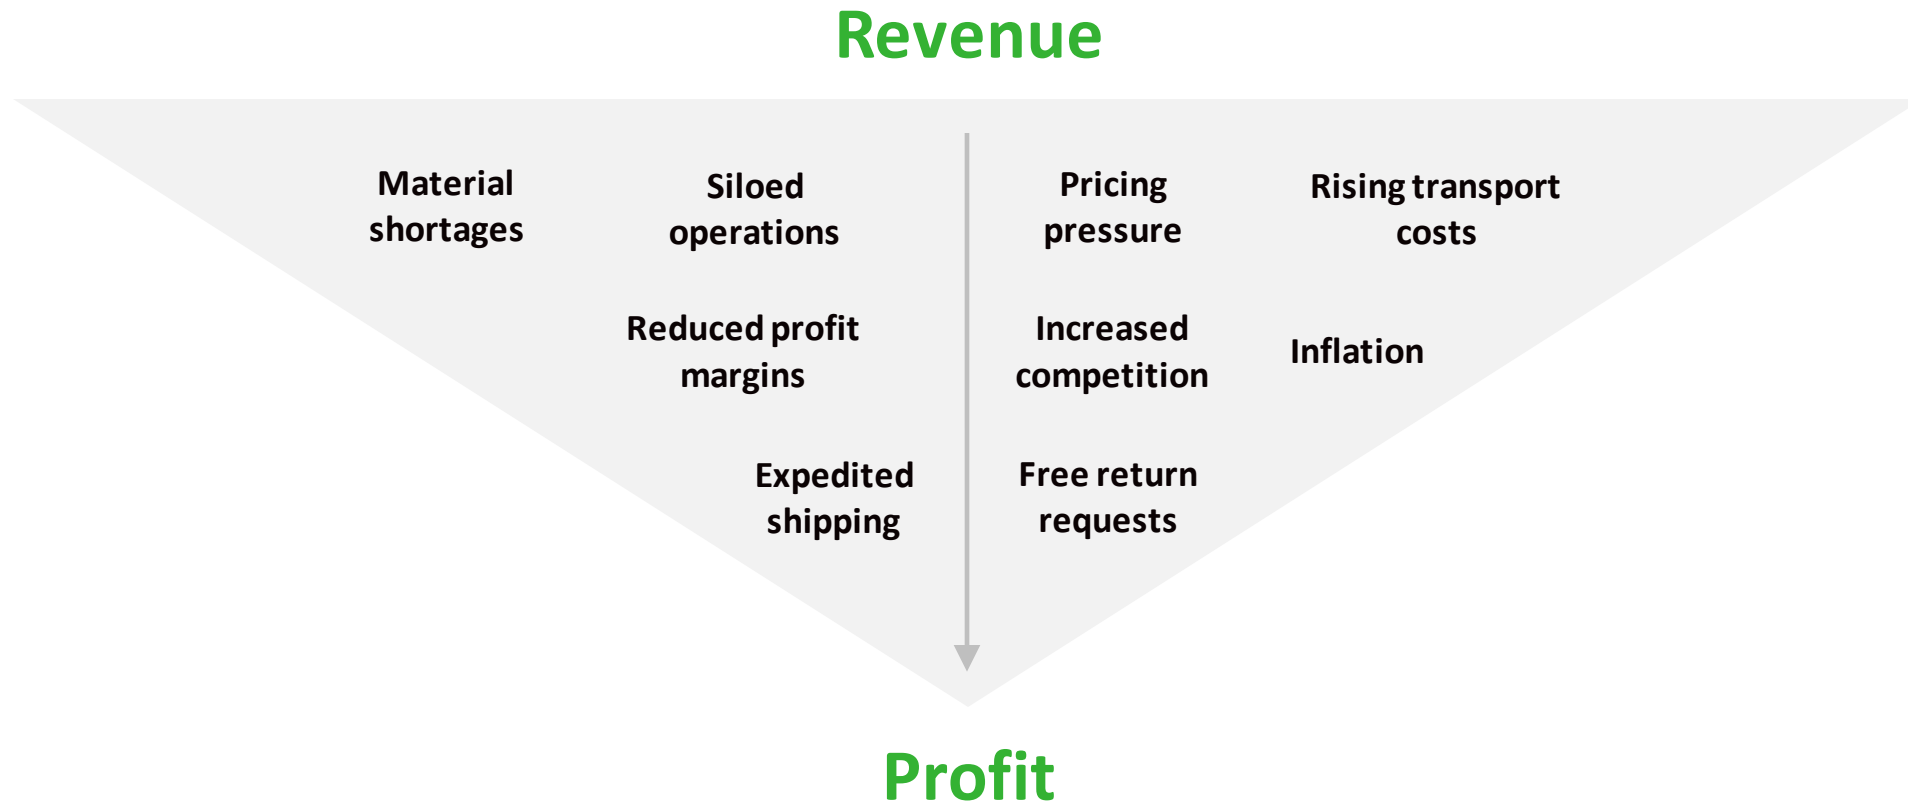 Revenue
Material
shortages
Siloed
operations
Pricing
pressure
Rising transport
costs
Reduced profit
margins
Increased
competition
Inflation
Expedited
shipping
Free return
requests
Profit